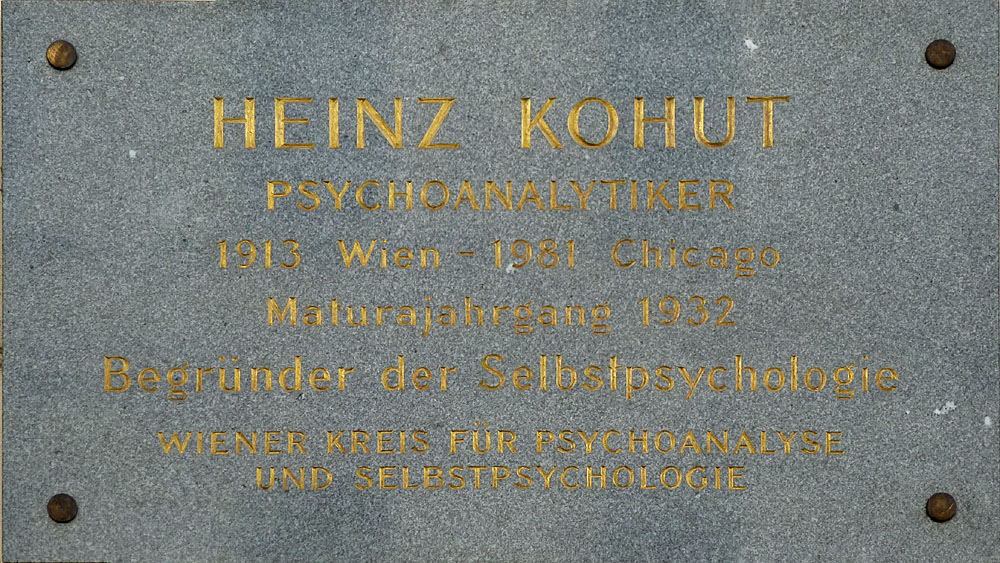 HEINZ KOHUT
PSYCHOANALYTIKER
1913 Wien - 1981 Chicago
Maturajahrgang 1932
Begründer der Selbstpsychologie
WIENER KREIS FÜR PSYCHOANALYSE
UND SELBSTPSYCHOLOGIE